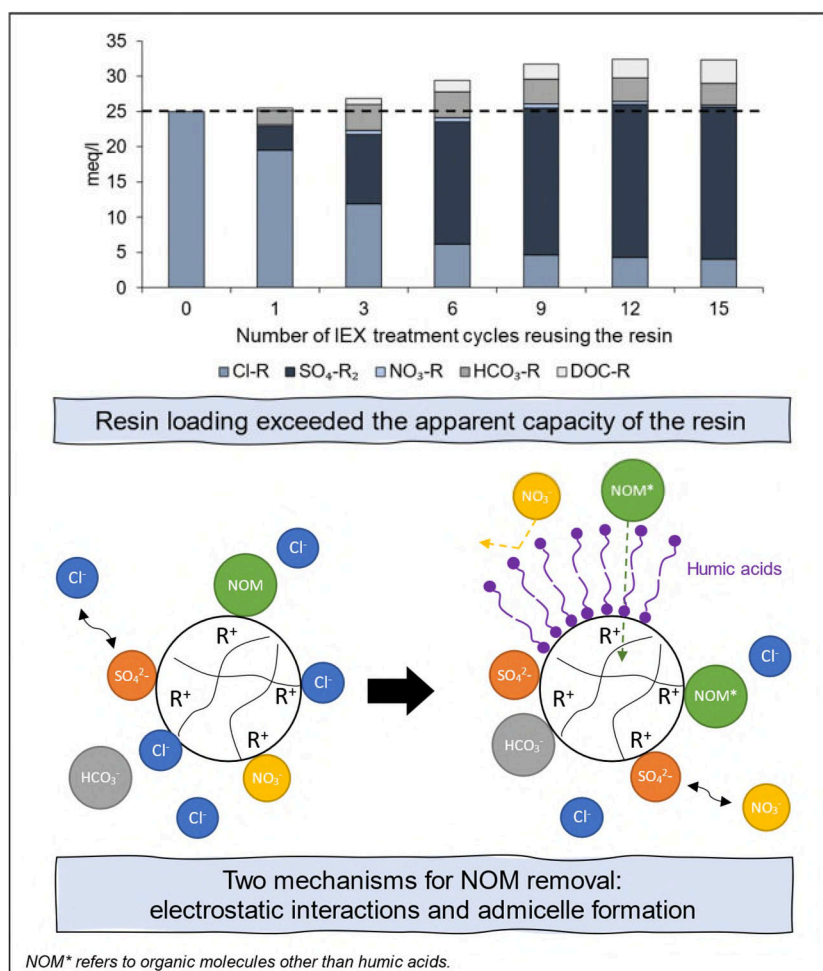 35
30
25
20
15
10
5
0
meq/l
0 1 3 6 9 12 15
Number of IEX treatment cycles reusing the resin
Cl-R SO₄-R₂ NO₃-R HCO₃-R DOC-R
Resin loading exceeded the apparent capacity of the resin
NO₃⁻
NOM*
Cl⁻
Cl⁻
NOM
Humic acids
R⁺
R⁺
Cl⁻
SO₄²⁻
R⁺
R⁺
Cl⁻
SO₄²⁻
R⁺
R⁺
NOM*
Cl⁻
R⁺
HCO₃⁻
R⁺
HCO₃⁻
NO₃⁻
SO₄²⁻
Cl⁻
Cl⁻
NO₃⁻
Two mechanisms for NOM removal:
electrostatic interactions and admicelle formation
NOM* refers to organic molecules other than humic acids.